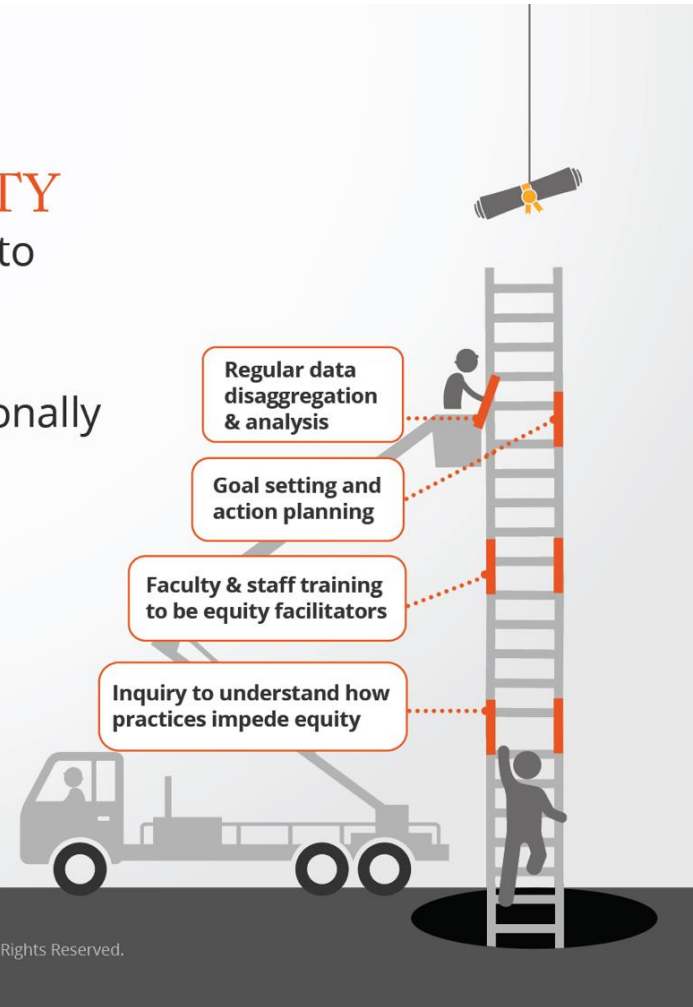 TY
to
onally
Regular data
disaggregation
& analysis
Goal setting and
action planning
Faculty & staff training
to be equity facilitators
Inquiry to understand how
practices impede equity
Rights Reserved.